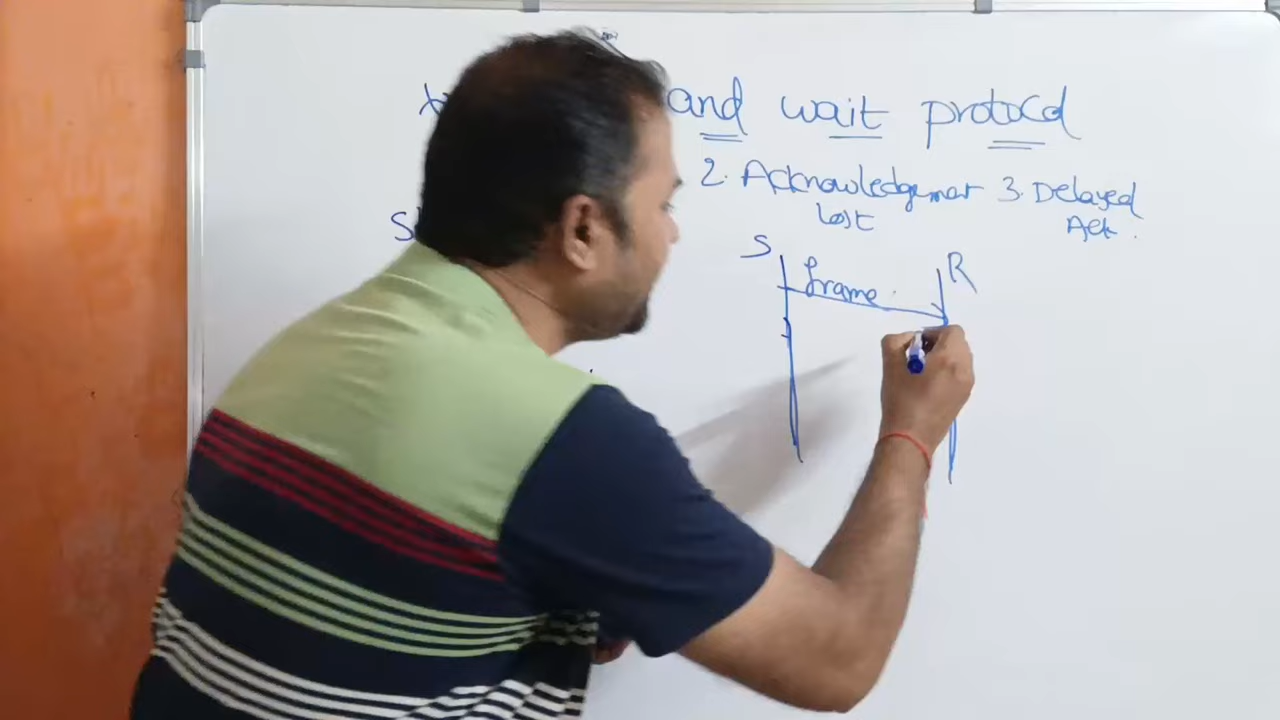 and wait protocol
2. Acknowledgement 3. Delayed
lost Ack.
S
S R
frame